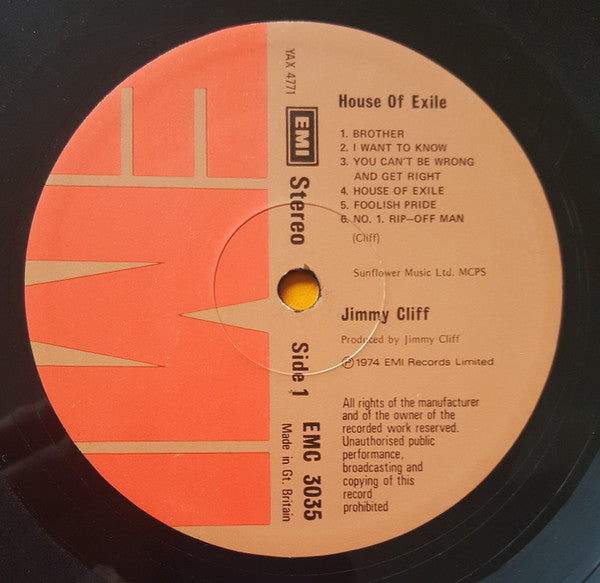 House Of Exile
1. BROTHER
2. I WANT TO KNOW
3. YOU CAN'T BE WRONG
AND GET RIGHT
4. HOUSE OF EXILE
5. FOOLISH PRIDE
6. NO. 1. RIP—OFF MAN
(Cliff)
Sunflower Music Ltd. MCPS
Jimmy Cliff
Produced by Jimmy Cliff
℗ 1974 EMI Records Limited
All rights of the manufacturer
and of the owner of the
recorded work reserved.
Unauthorised public
performance,
broadcasting and
copying of this
record
prohibited
YAX 4771
EMI
Stereo
Side 1
EMC 3035
Made in Gt. Britain
EMI